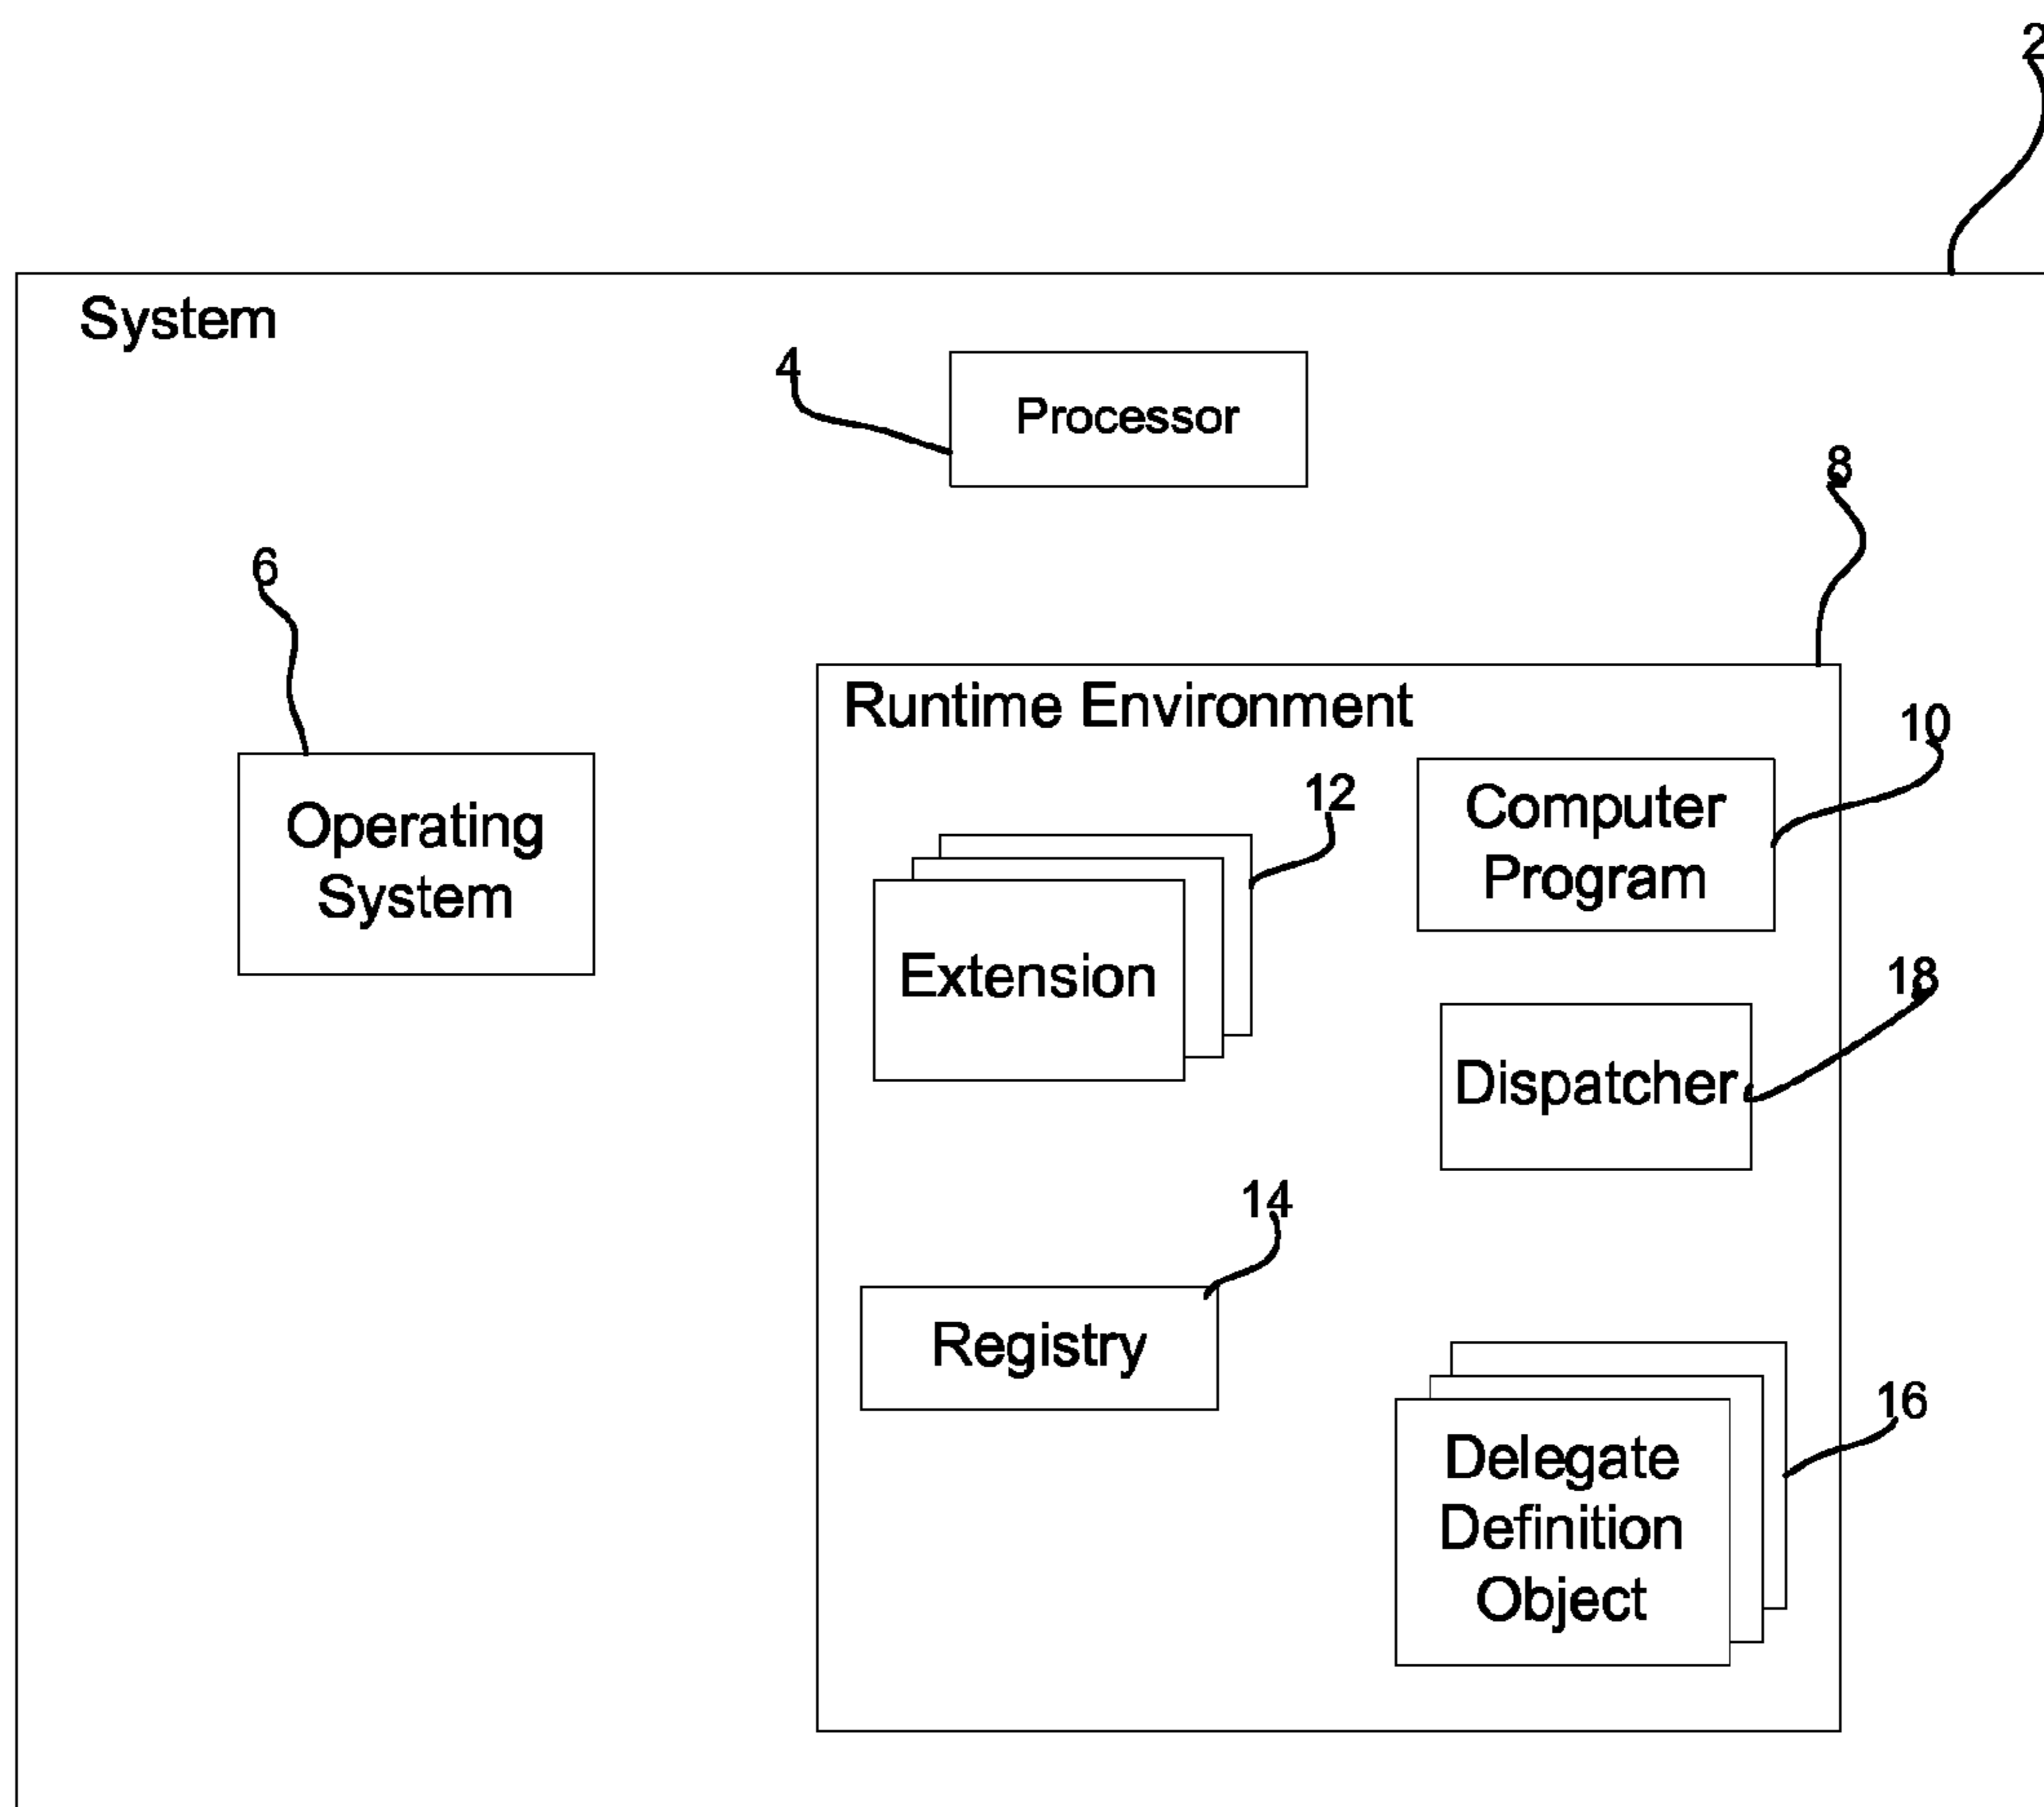 2
System
4
Processor
8
6
Runtime Environment
10
12
Computer
Program
Operating
System
Extension
18
Dispatcher
14
Registry
16
Delegate
Definition
Object